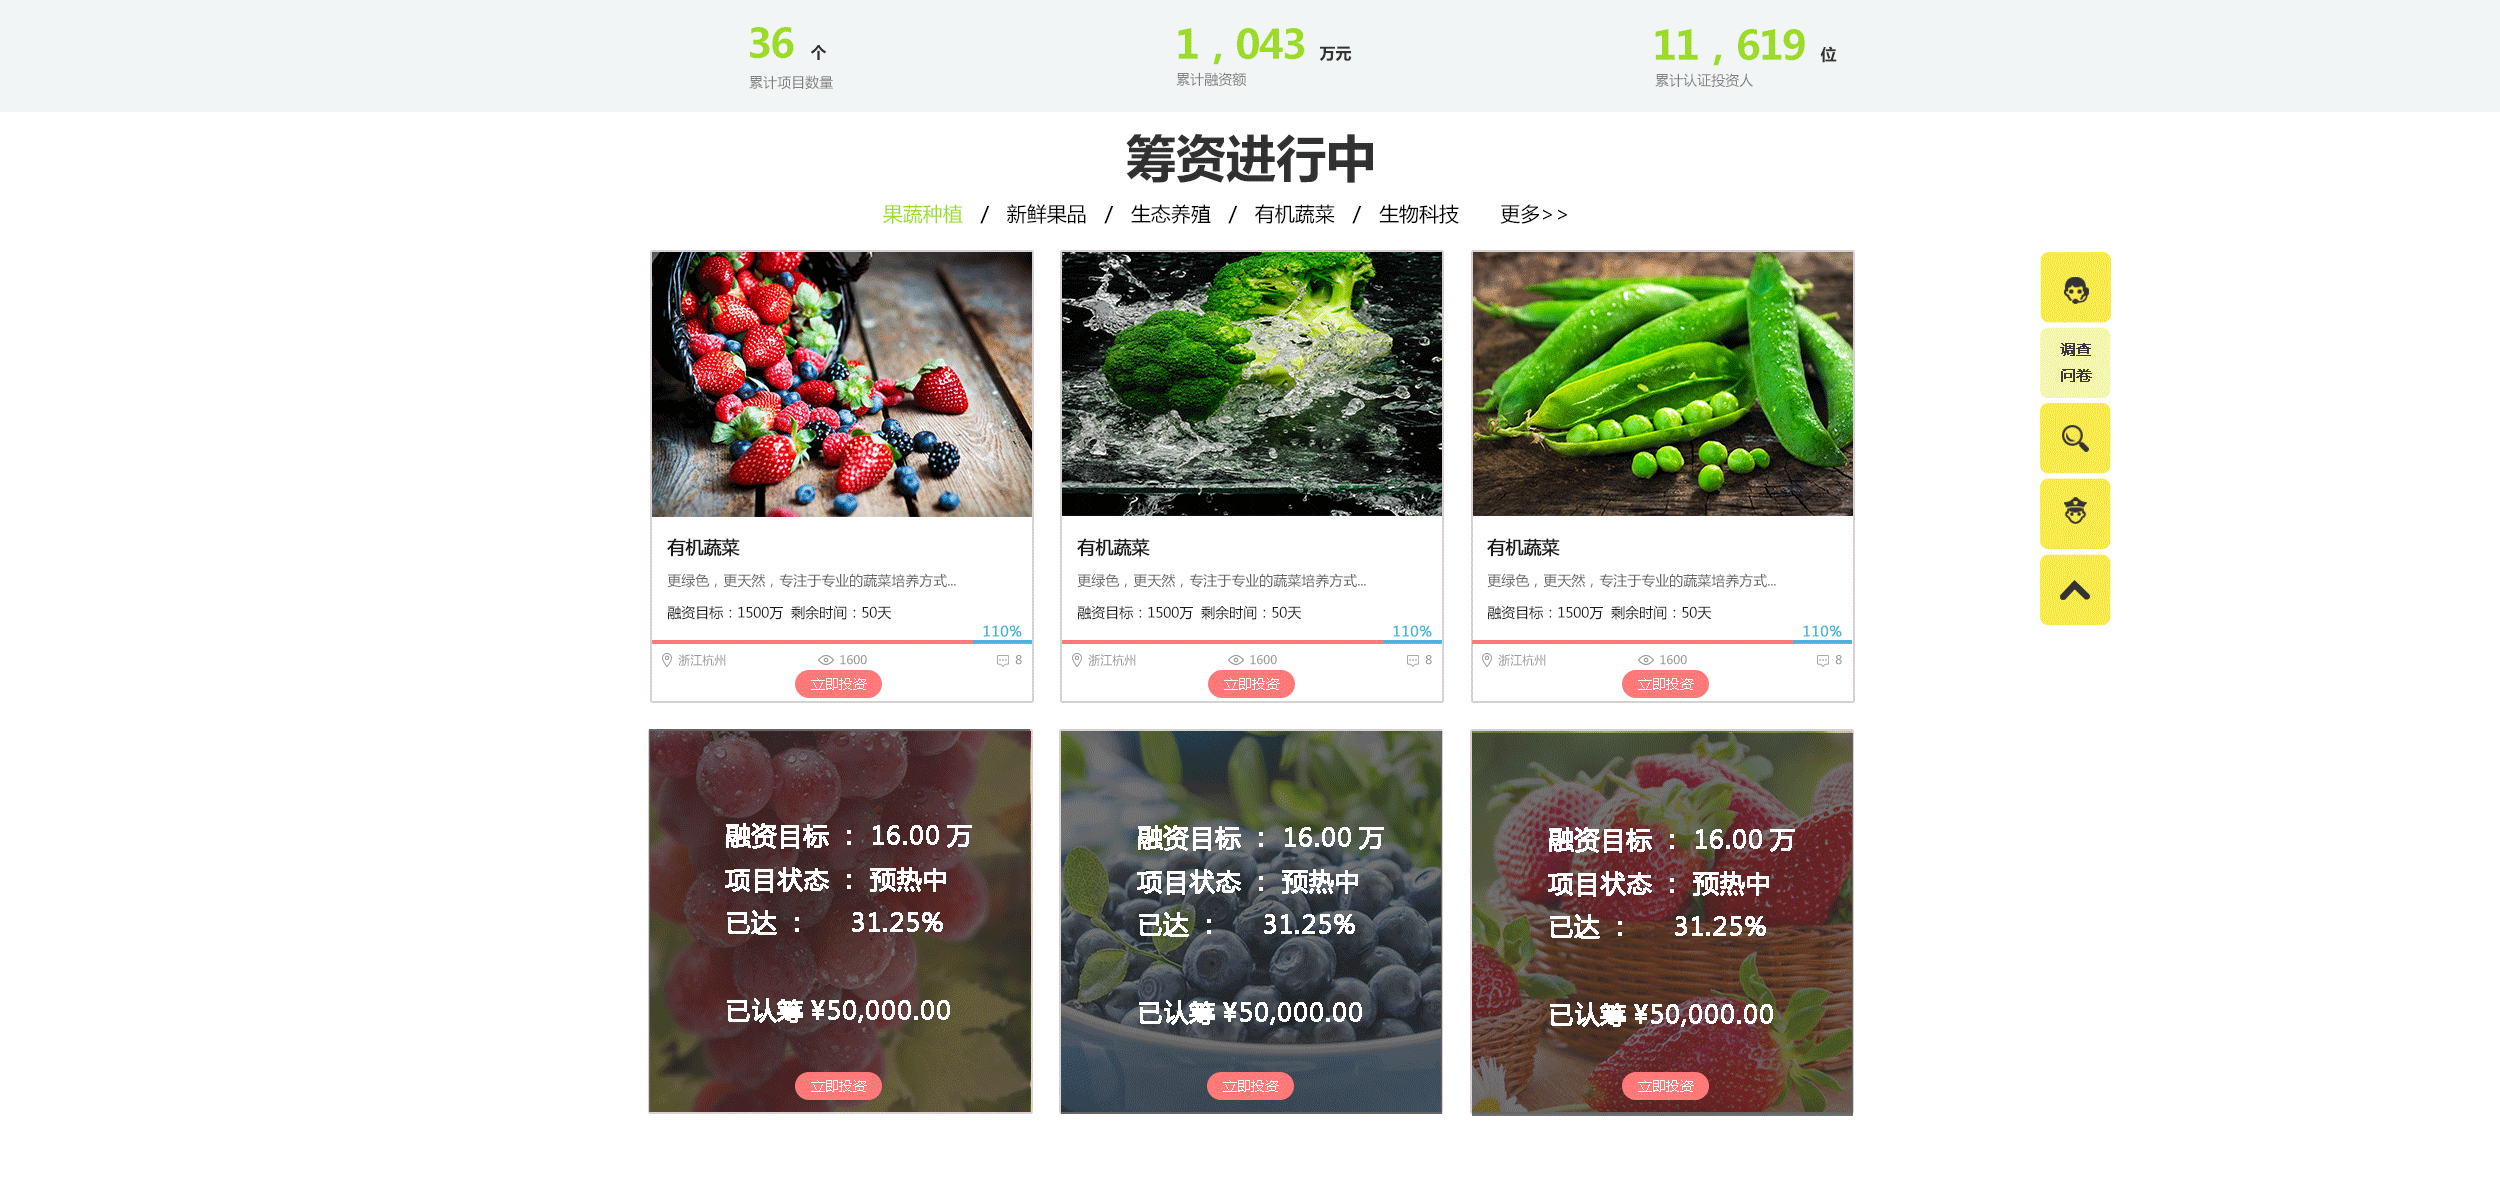 36 个
累计项目数量
1，043 万元
累计融资额
11，619 位
累计认证投资人
筹资进行中
果蔬种植 / 新鲜果品 / 生态养殖 / 有机蔬菜 / 生物科技 更多>>
有机蔬菜
更绿色，更天然，专注于专业的蔬菜培养方式...
融资目标：1500万 剩余时间：50天
110%
浙江杭州 1600 8
立即投资
有机蔬菜
更绿色，更天然，专注于专业的蔬菜培养方式...
融资目标：1500万 剩余时间：50天
110%
浙江杭州 1600 8
立即投资
有机蔬菜
更绿色，更天然，专注于专业的蔬菜培养方式...
融资目标：1500万 剩余时间：50天
110%
浙江杭州 1600 8
立即投资
调查
问卷
融资目标 ： 16.00 万
项目状态 ： 预热中
已达 ： 31.25%
已认筹 ¥50,000.00
立即投资
融资目标 ： 16.00 万
项目状态 ： 预热中
已达 ： 31.25%
已认筹 ¥50,000.00
立即投资
融资目标 ： 16.00 万
项目状态 ： 预热中
已达 ： 31.25%
已认筹 ¥50,000.00
立即投资